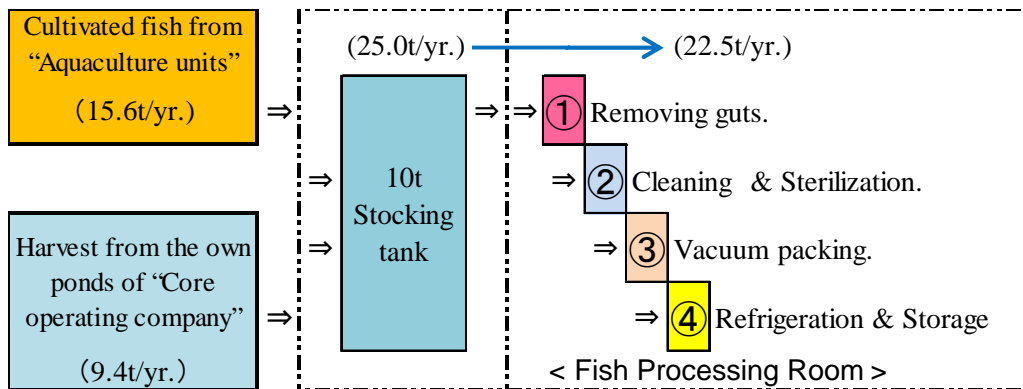 Cultivated fish from
“Aquaculture units”
(15.6t/yr.)
Harvest from the own
ponds of “Core
operating company”
(9.4t/yr.)
(25.0t/yr.)
(22.5t/yr.)
10t
Stocking
tank
⇒ ⇒ ① Removing guts.
⇒ ② Cleaning & Sterilization.
⇒ ③ Vacuum packing.
⇒ ④ Refrigeration & Storage
< Fish Processing Room >